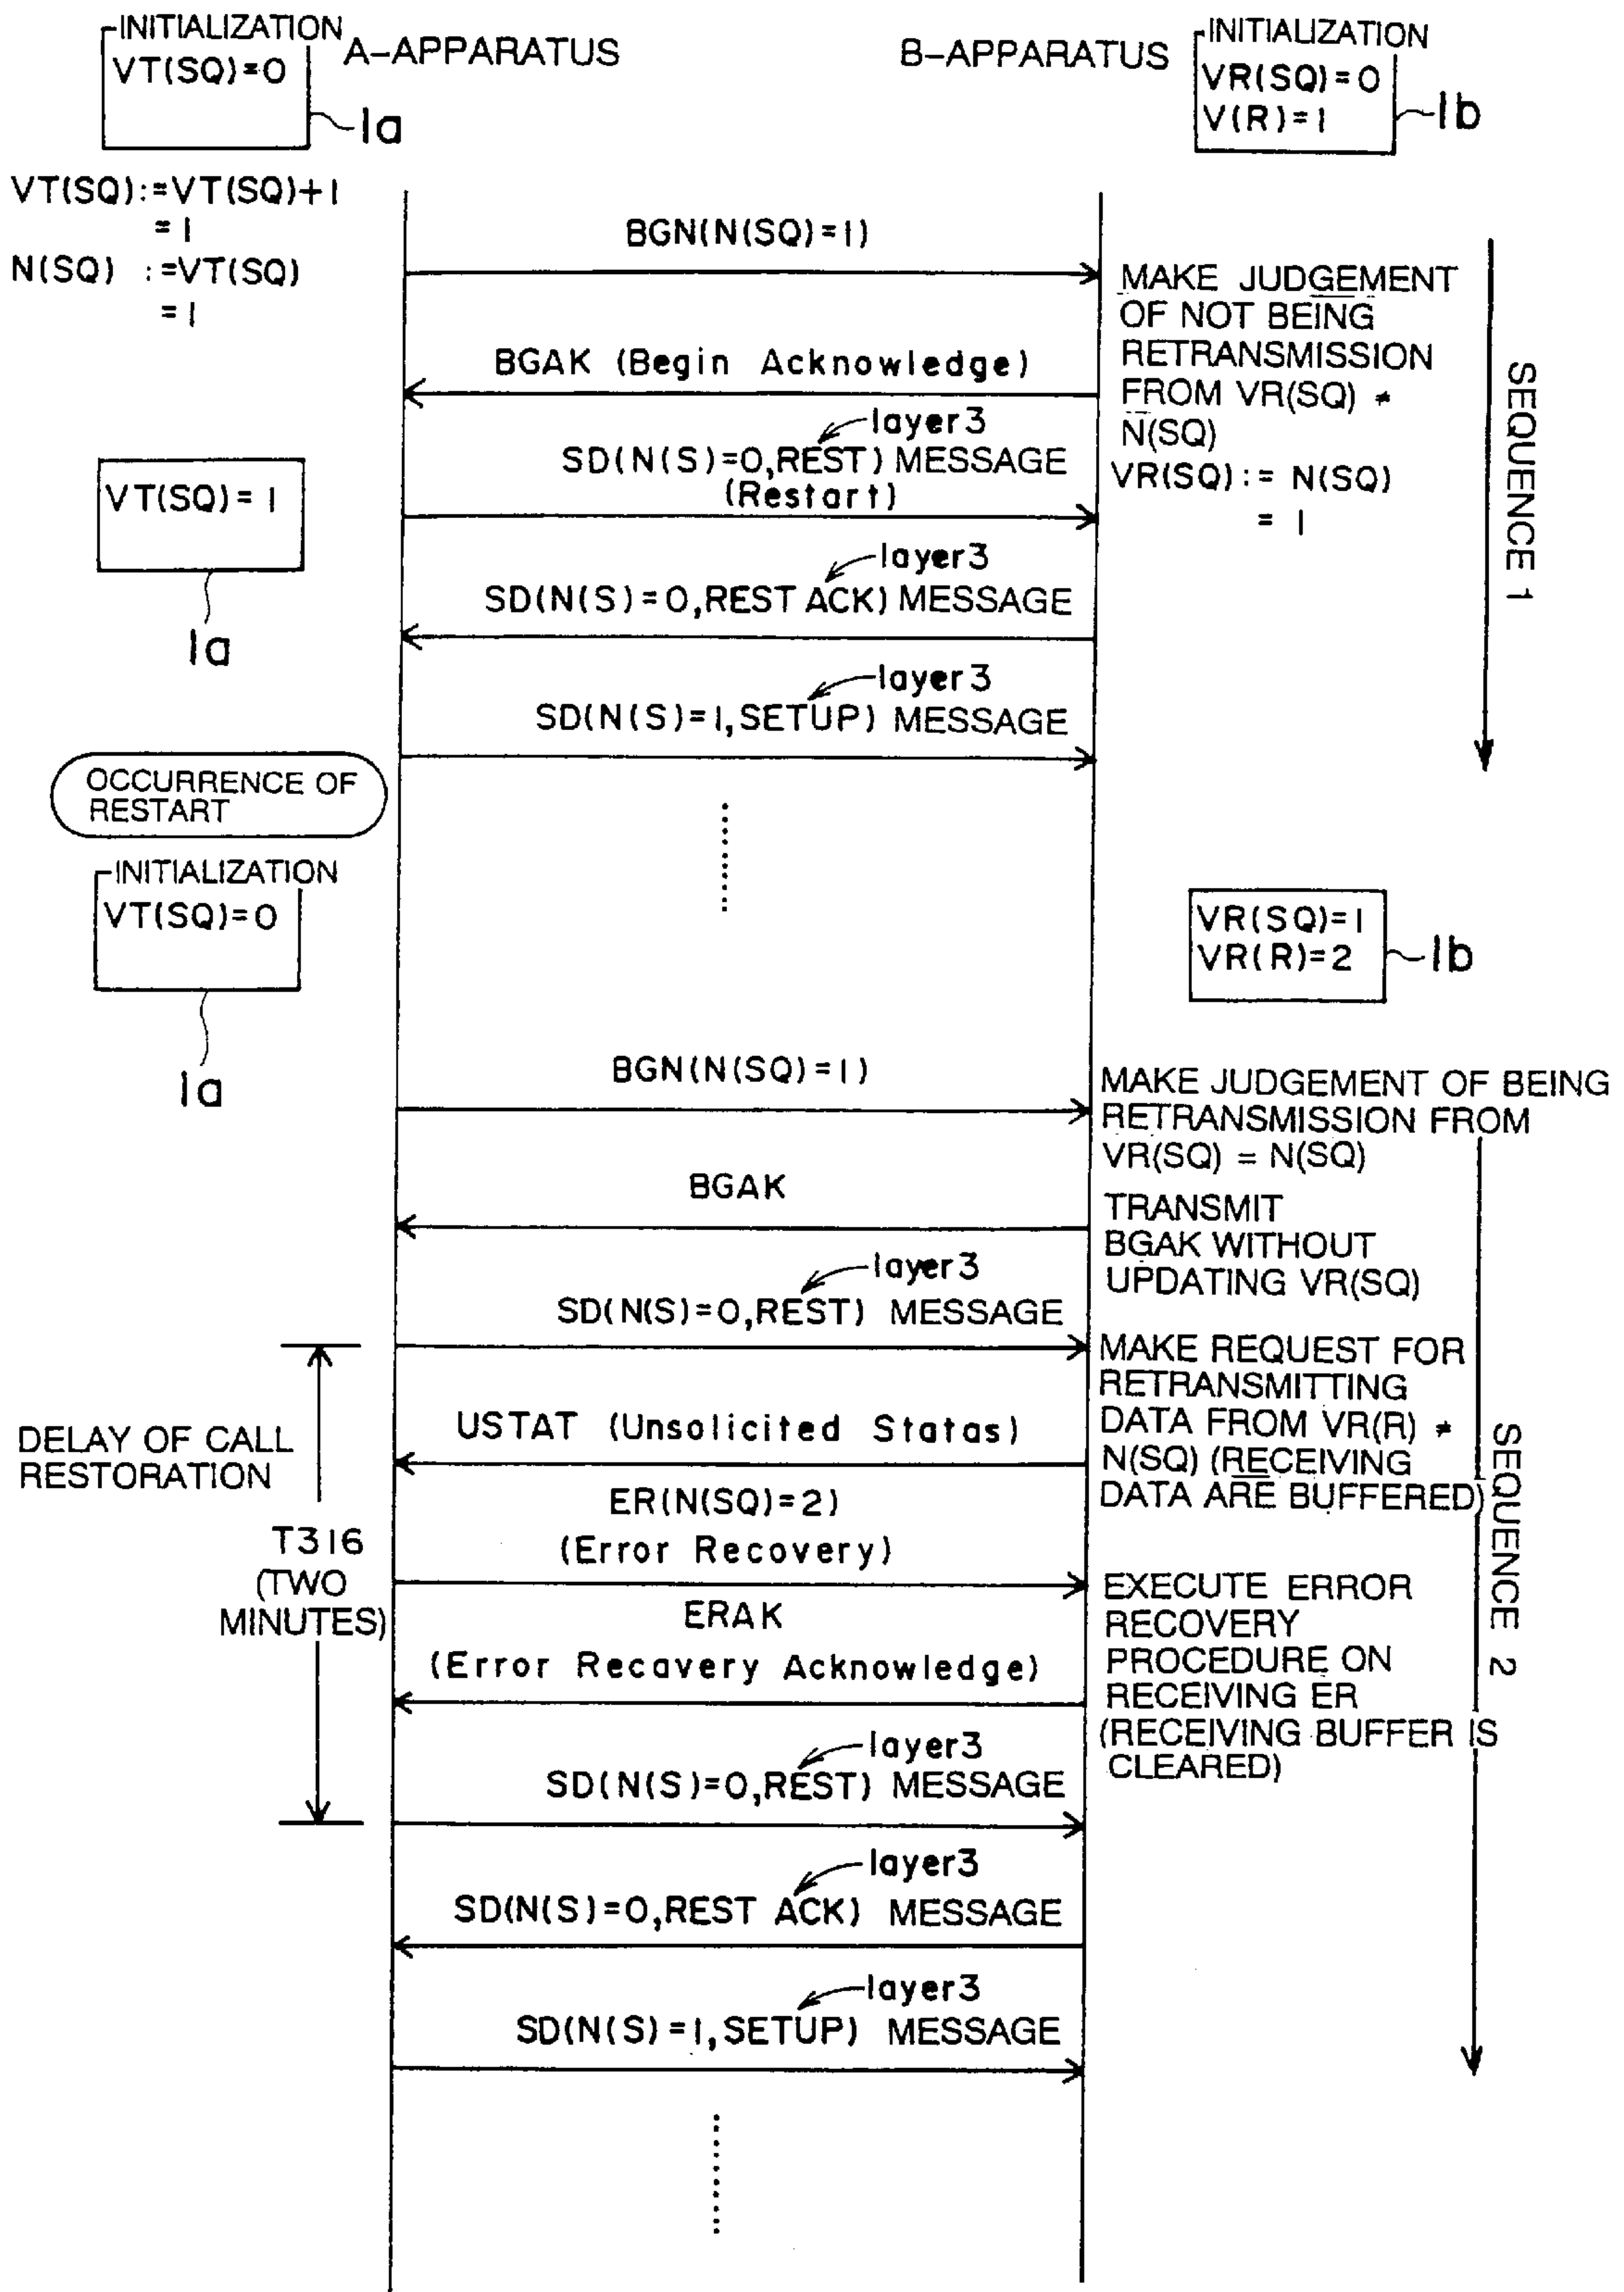 INITIALIZATION
VT(SQ)=0
1a
A-APPARATUS
B-APPARATUS
INITIALIZATION
VR(SQ)=0
V(R)=1
1b
VT(SQ):=VT(SQ)+1
=1
N(SQ) :=VT(SQ)
=1
BGN(N(SQ)=1)
MAKE JUDGEMENT
OF NOT BEING
RETRANSMISSION
FROM VR(SQ) ≠
N(SQ)
VR(SQ):= N(SQ)
= 1
SEQUENCE 1
BGAK (Begin Acknowledge)
layer3
SD(N(S)=0,REST) MESSAGE
(Restart)
VT(SQ)=1
1a
layer3
SD(N(S)=0,REST ACK) MESSAGE
layer3
SD(N(S)=1,SETUP) MESSAGE
OCCURRENCE OF
RESTART
INITIALIZATION
VT(SQ)=0
1a
VR(SQ)=1
VR(R)=2
1b
BGN(N(SQ)=1)
MAKE JUDGEMENT OF BEING
RETRANSMISSION FROM
VR(SQ) = N(SQ)
BGAK
TRANSMIT
BGAK WITHOUT
UPDATING VR(SQ)
layer3
SD(N(S)=0,REST) MESSAGE
MAKE REQUEST FOR
RETRANSMITTING
DATA FROM VR(R) ≠
N(SQ) (RECEIVING
DATA ARE BUFFERED)
SEQUENCE 2
DELAY OF CALL
RESTORATION
T316
(TWO
MINUTES)
USTAT (Unsolicited Statas)
ER(N(SQ)=2)
(Error Recovery)
EXECUTE ERROR
RECOVERY
PROCEDURE ON
RECEIVING ER
(RECEIVING BUFFER IS
CLEARED)
ERAK
(Error Recavery Acknowledge)
layer3
SD(N(S)=0,REST) MESSAGE
layer3
SD(N(S)=0,REST ACK) MESSAGE
layer3
SD(N(S)=1,SETUP) MESSAGE